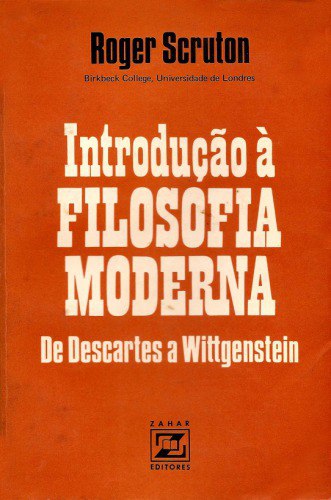 Roger Scruton
Birkbeck College, Universidade de Londres
Introdução à
FILOSOFIA
MODERNA
De Descartes a Wittgenstein
ZAHAR
EDITORES